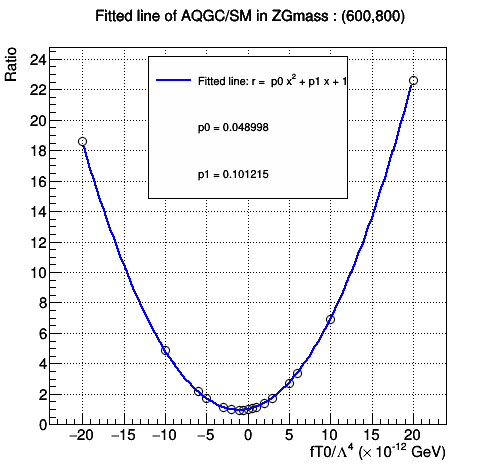 Fitted line of AQGC/SM in ZGmass : (600,800)
Ratio
24
22
20
18
16
14
12
10
8
6
4
2
0
Fitted line: r = p0 x² + p1 x + 1
p0 = 0.048998
p1 = 0.101215
−20 −15 −10 −5 0 5 10 15 20
fT0/Λ⁴ (× 10⁻¹² GeV)